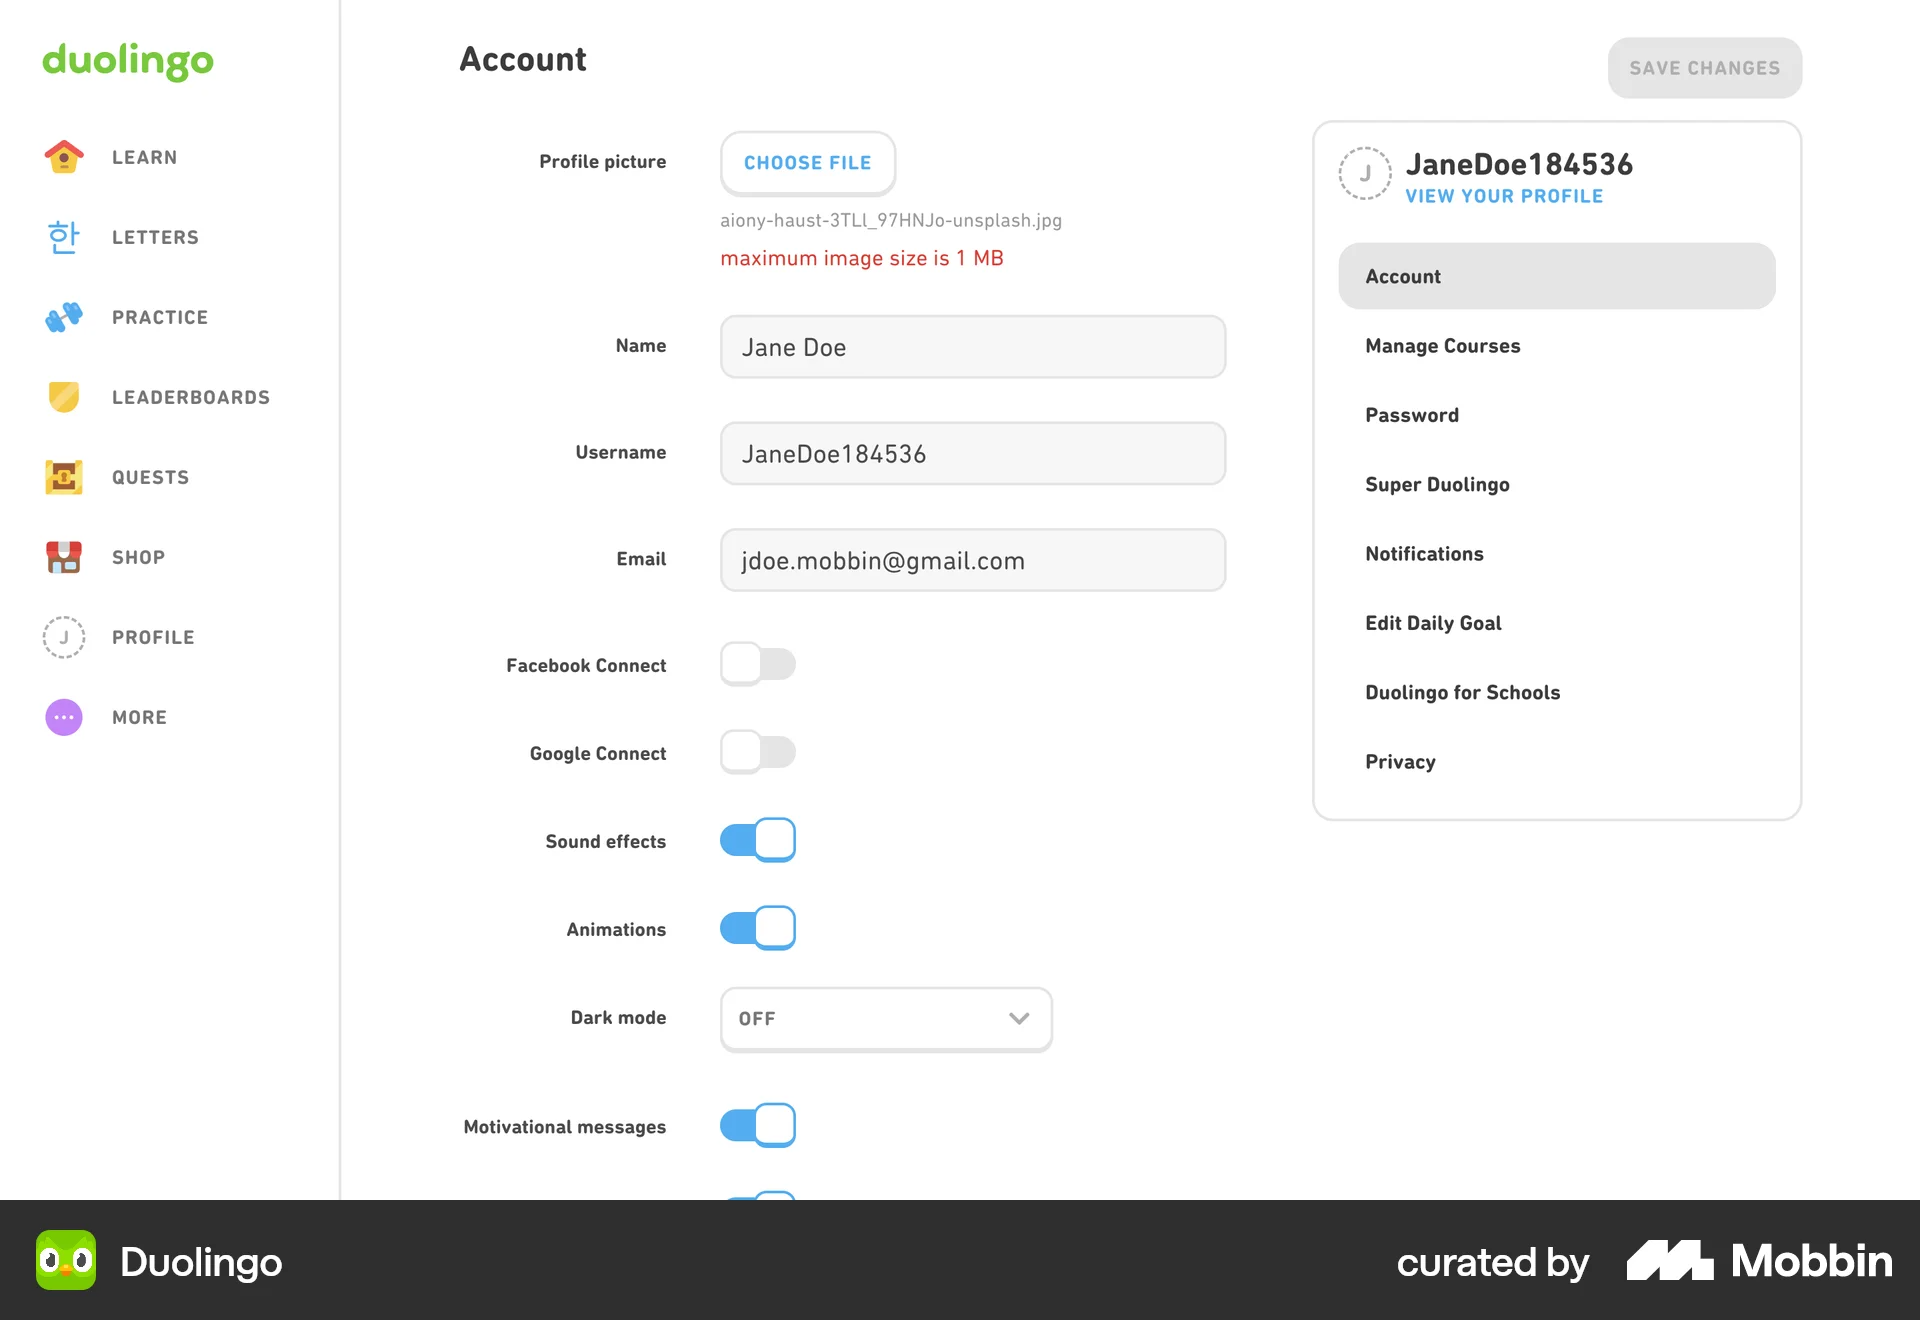 duolingo
LEARN
한
LETTERS
PRACTICE
LEADERBOARDS
QUESTS
SHOP
J
PROFILE
MORE
Account
SAVE CHANGES
Profile picture
CHOOSE FILE
aiony-haust-3TLl_97HNJo-unsplash.jpg
maximum image size is 1 MB
Name
Jane Doe
Username
JaneDoe184536
Email
jdoe.mobbin@gmail.com
Facebook Connect
Google Connect
Sound effects
Animations
Dark mode
OFF
Motivational messages
J
JaneDoe184536
VIEW YOUR PROFILE
Account
Manage Courses
Password
Super Duolingo
Notifications
Edit Daily Goal
Duolingo for Schools
Privacy
Duolingo
curated by
Mobbin